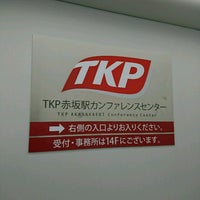 TKP
TKP赤坂駅カンファレンスセンター
TKP AKASAKAEKI Conference Center
→ 右側の入口よりお入りください。
受付・事務所は14Fにございます。